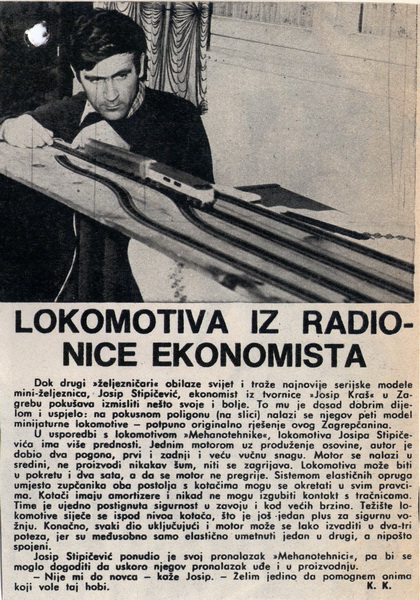 LOKOMOTIVA IZ RADIO-
NICE EKONOMISTA
Dok drugi »željezničari« obilaze svijet i traže najnovije serijske modele
mini-željeznica, Josip Stipičević, ekonomist iz tvornice »Josip Kraš« u Za-
grebu pokušava izmisliti nešto svoje i bolje. To mu je dosad dobrim dije-
lom i uspjelo: na pokusnom poligonu (na slici) nalazi se njegov peti model
minijaturne lokomotive – potpuno originalno rješenje ovog Zagrepčanina.
U usporedbi s lokomotivom »Mehanotehnike«, lokomotiva Josipa Stipiče-
vića ima više prednosti. Jednim motorom uz produženje osovine, autor je
dobio dva pogona, prvi i zadnji i veću vučnu snagu. Motor se nalazi u
sredini, ne proizvodi nikakav šum, niti se zagrijava. Lokomotiva može biti
u pokretu i dva sata, a da se motor ne pregrije. Sistemom elastičnih opruga
umjesto zupčanika oba postolja s kotačima mogu se okretati u svim pravci-
ma. Kotači imaju amortizere i nikad ne mogu izgubiti kontakt s tračnicama.
Time je ujedno postignuta sigurnost u zavoju i kod većih brzina. Težište lo-
komotive siječe se ispod nivoa kotača, što je još jedan plus za sigurnu vo-
žnju. Konačno, svaki dio uključujući i motor može se lako izvaditi u dva-tri
poteza, jer su međusobno samo elastično umetnuti jedan u drugi, a nipošto
spojeni.
Josip Stipičević ponudio je svoj pronalazak »Mehanotehnici«, pa bi se
moglo dogoditi da uskoro njegov pronalazak uđe i u proizvodnju.
– Nije mi do novca – kaže Josip. – Zelim jedino da pomognem onima
koji vole taj hobi. K. K.